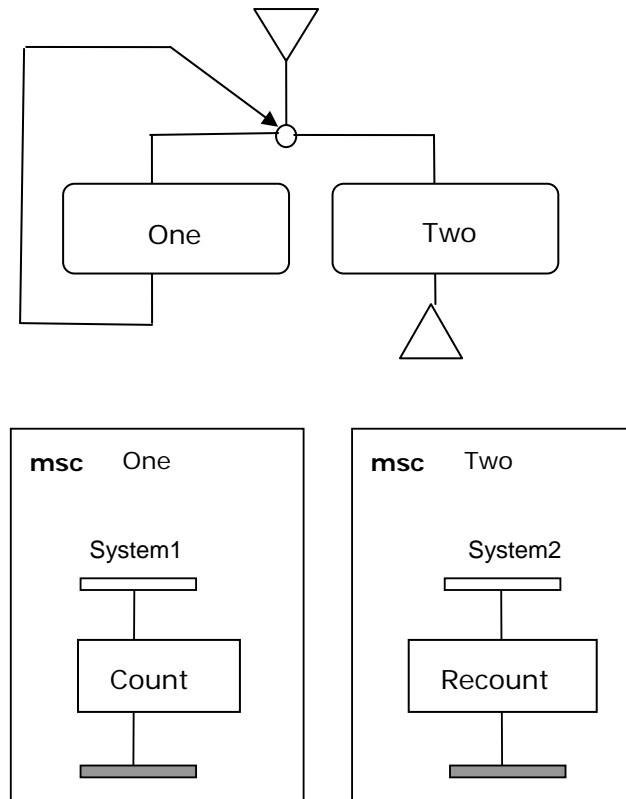 One
Two
msc One
msc Two
System1
System2
Count
Recount